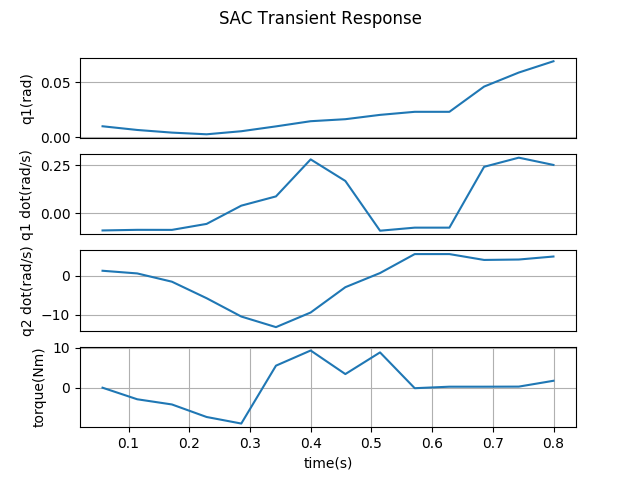 SAC Transient Response
q1(rad)
0.05
0.00
q1 dot(rad/s)
0.25
0.00
q2 dot(rad/s)
0
−10
torque(Nm)
10
0
0.1 0.2 0.3 0.4 0.5 0.6 0.7 0.8
time(s)